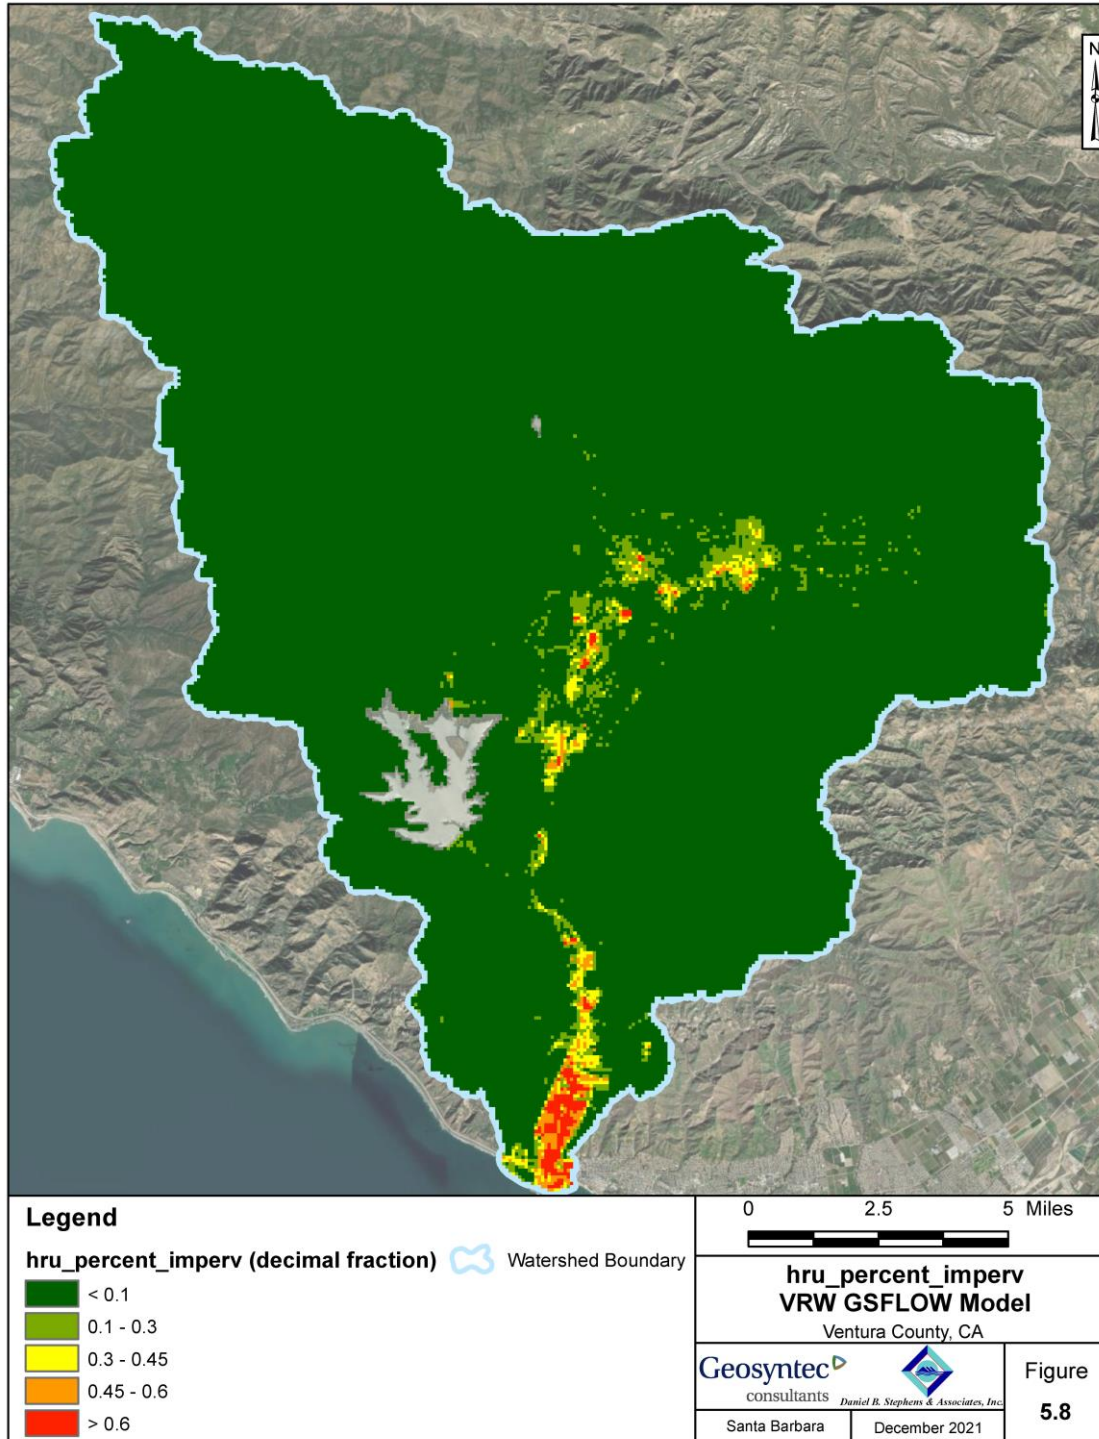 N
Legend
hru_percent_imperv (decimal fraction)
Watershed Boundary
< 0.1
0.1 - 0.3
0.3 - 0.45
0.45 - 0.6
> 0.6
0 2.5 5 Miles
hru_percent_imperv
VRW GSFLOW Model
Ventura County, CA
Geosyntec
consultants
Daniel B. Stephens & Associates, Inc.
Santa Barbara
December 2021
Figure
5.8